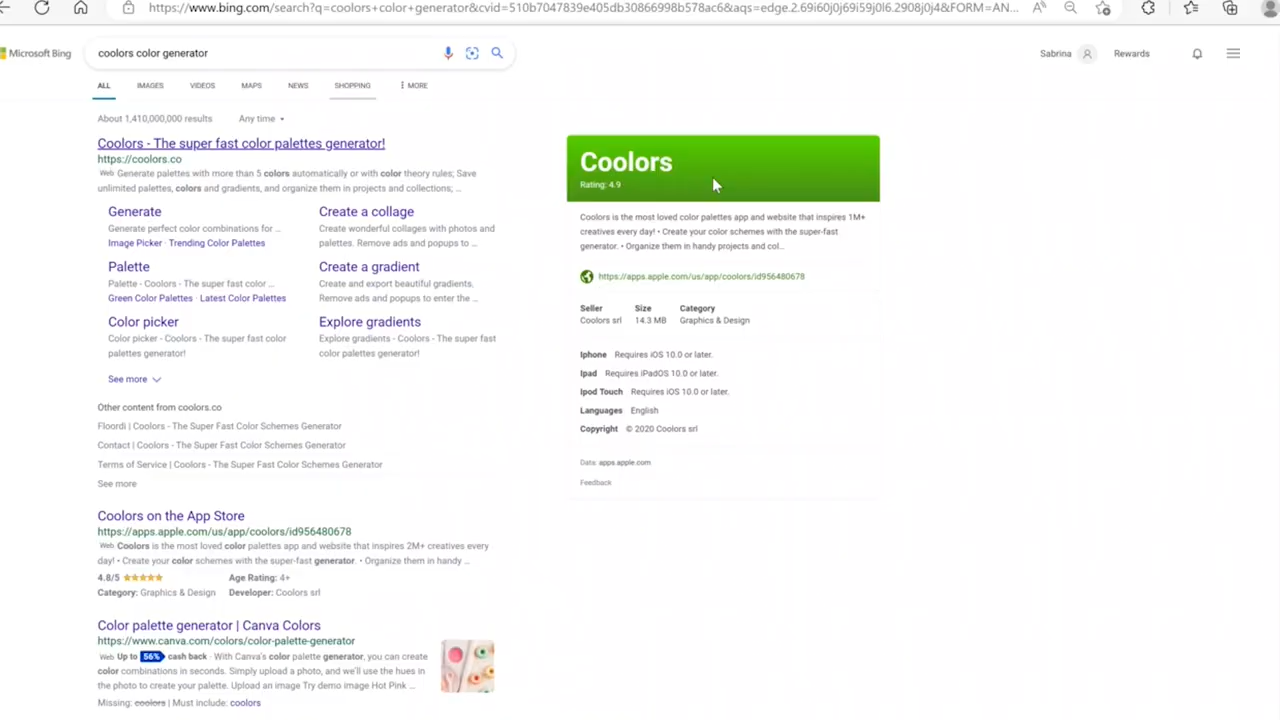 https://www.bing.com/search?q=coolors+color+generator&cvid=510b7047839e405db30866998b578ac6&aqs=edge.2.69i60j0j69i59j0l6.2908j0j4&FORM=AN...
Microsoft Bing
coolors color generator
Sabrina
Rewards
ALL IMAGES VIDEOS MAPS NEWS SHOPPING MORE
About 1,410,000,000 results Any time
Coolors - The super fast color palettes generator!
https://coolors.co
Web Generate palettes with more than 5 colors automatically or with color theory rules; Save
unlimited palettes, colors and gradients, and organize them in projects and collections; ...
Generate
Generate perfect color combinations for ...
Image Picker · Trending Color Palettes
Create a collage
Create wonderful collages with photos and
palettes. Remove ads and popups to ...
Palette
Palette - Coolors - The super fast color ...
Green Color Palettes · Latest Color Palettes
Create a gradient
Create and export beautiful gradients,
Remove ads and popups to enter the ...
Color picker
Color picker - Coolors - The super fast color
palettes generator!
Explore gradients
Explore gradients - Coolors - The super fast
color palettes generator!
See more
Other content from coolors.co
Floordi | Coolors - The Super Fast Color Schemes Generator
Contact | Coolors - The Super Fast Color Schemes Generator
Terms of Service | Coolors - The Super Fast Color Schemes Generator
See more
Coolors on the App Store
https://apps.apple.com/us/app/coolors/id956480678
Web Coolors is the most loved color palettes app and website that inspires 2M+ creatives every
day! • Create your color schemes with the super-fast generator. • Organize them in handy ...
4.8/5 Age Rating: 4+
Category: Graphics & Design Developer: Coolors srl
Color palette generator | Canva Colors
https://www.canva.com/colors/color-palette-generator
Web Up to 56% cash back · With Canva's color palette generator, you can create
color combinations in seconds. Simply upload a photo, and we'll use the hues in
the photo to create your palette. Upload an image Try demo image Hot Pink ...
Missing: coolors | Must include: coolors
Coolors
Rating: 4.9
Coolors is the most loved color palettes app and website that inspires 1M+
creatives every day! • Create your color schemes with the super-fast
generator. • Organize them in handy projects and col...
https://apps.apple.com/us/app/coolors/id956480678
Seller Size Category
Coolors srl 14.3 MB Graphics & Design
Iphone Requires iOS 10.0 or later.
Ipad Requires iPadOS 10.0 or later.
Ipod Touch Requires iOS 10.0 or later.
Languages English
Copyright © 2020 Coolors srl
Data: apps.apple.com
Feedback